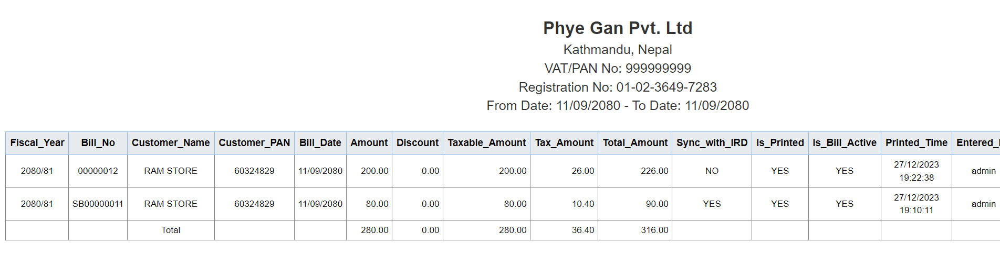 Phye Gan Pvt. Ltd
Kathmandu, Nepal
VAT/PAN No: 999999999
Registration No: 01-02-3649-7283
From Date: 11/09/2080 - To Date: 11/09/2080
Fiscal_Year Bill_No Customer_Name Customer_PAN Bill_Date Amount Discount Taxable_Amount Tax_Amount Total_Amount Sync_with_IRD Is_Printed Is_Bill_Active Printed_Time Entered_
2080/81 00000012 RAM STORE 60324829 11/09/2080 200.00 0.00 200.00 26.00 226.00 NO YES YES 27/12/2023 19:22:38 admin
2080/81 SB00000011 RAM STORE 60324829 11/09/2080 80.00 0.00 80.00 10.40 90.00 YES YES YES 27/12/2023 19:10:11 admin
Total 280.00 0.00 280.00 36.40 316.00